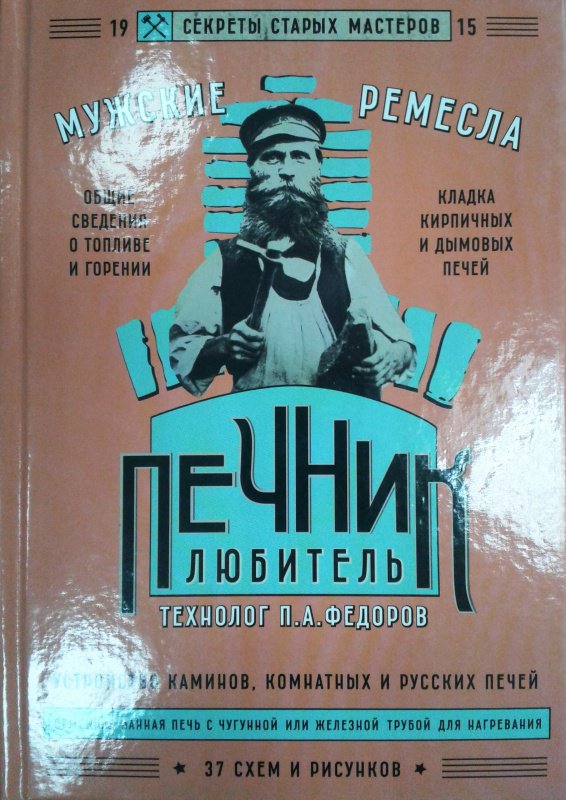 19 СЕКРЕТЫ СТАРЫХ МАСТЕРОВ 15
МУЖСКИЕ РЕМЕСЛА
ОБЩИЕ
СВЕДЕНИЯ
О ТОПЛИВЕ
И ГОРЕНИИ
КЛАДКА
КИРПИЧНЫХ
И ДЫМОВЫХ
ПЕЧЕЙ
ПЕЧНИК
ЛЮБИТЕЛЬ
ТЕХНОЛОГ П.А.ФЕДОРОВ
УСТРОЙСТВО КАМИНОВ, КОМНАТНЫХ И РУССКИХ ПЕЧЕЙ
ПЕЧЬ С ЧУГУННОЙ ИЛИ ЖЕЛЕЗНОЙ ТРУБОЙ ДЛЯ НАГРЕВАНИЯ
37 СХЕМ И РИСУНКОВ